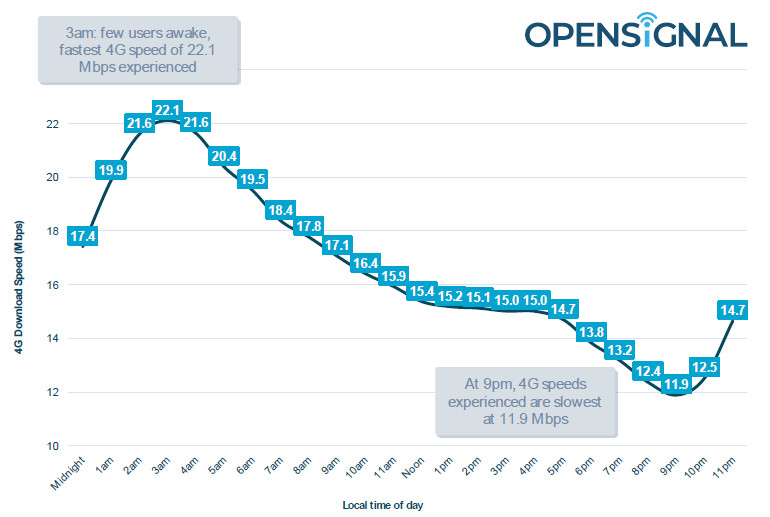 3am: few users awake,
fastest 4G speed of 22.1
Mbps experienced
OPENSIGNAL
4G Download Speed (Mbps)
22
20
18
16
14
12
10
17.4
19.9
21.6
22.1
21.6
20.4
19.5
18.4
17.8
17.1
16.4
15.9
15.4
15.2
15.1
15.0
15.0
14.7
13.8
13.2
12.4
11.9
12.5
14.7
At 9pm, 4G speeds
experienced are slowest
at 11.9 Mbps
Midnight
1am
2am
3am
4am
5am
6am
7am
8am
9am
10am
11am
Noon
1pm
2pm
3pm
4pm
5pm
6pm
7pm
8pm
9pm
10pm
11pm
Local time of day